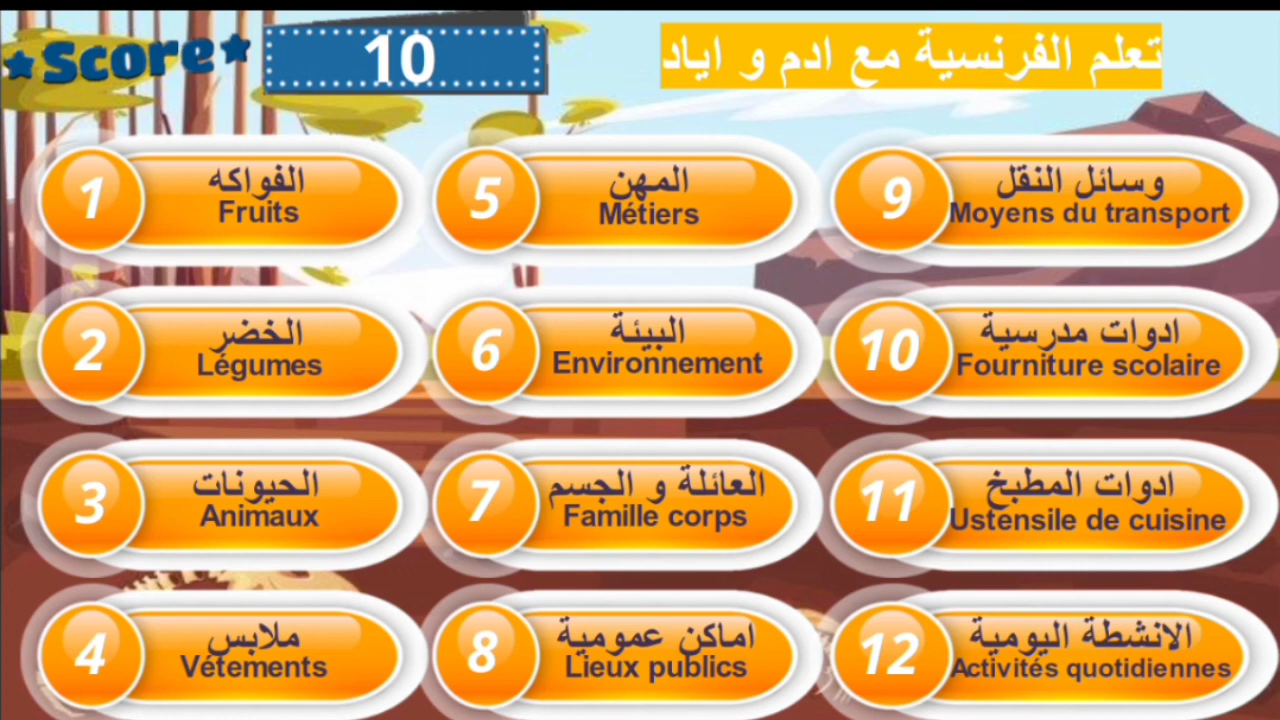 Score
10
تعلم الفرنسية مع ادم و اياد
1
الفواكه
Fruits
2
الخضر
Légumes
3
الحيونات
Animaux
4
ملابس
Vétements
5
المهن
Métiers
6
البيئة
Environnement
7
العائلة و الجسم
Famille corps
8
اماكن عمومية
Lieux publics
9
وسائل النقل
Moyens du transport
10
ادوات مدرسية
Fourniture scolaire
11
ادوات المطبخ
Ustensile de cuisine
12
الانشطة اليومية
Activités quotidiennes